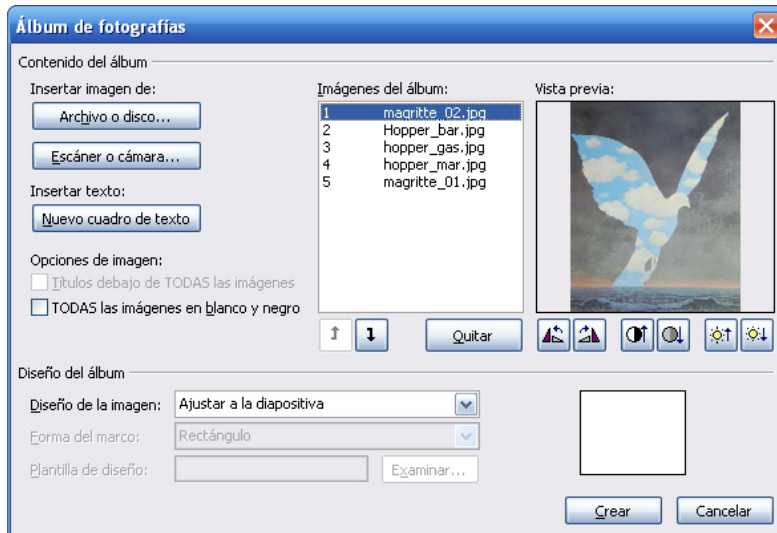 Álbum de fotografías
Contenido del álbum
Insertar imagen de:
Archivo o disco...
Escáner o cámara...
Insertar texto:
Nuevo cuadro de texto
Opciones de imagen:
Títulos debajo de TODAS las imágenes
TODAS las imágenes en blanco y negro
Imágenes del álbum:
1 magritte_02.jpg
2 Hopper_bar.jpg
3 hopper_gas.jpg
4 hopper_mar.jpg
5 magritte_01.jpg
Quitar
Vista previa:
Diseño del álbum
Diseño de la imagen: Ajustar a la diapositiva
Forma del marco: Rectángulo
Plantilla de diseño: Examinar...
Crear Cancelar